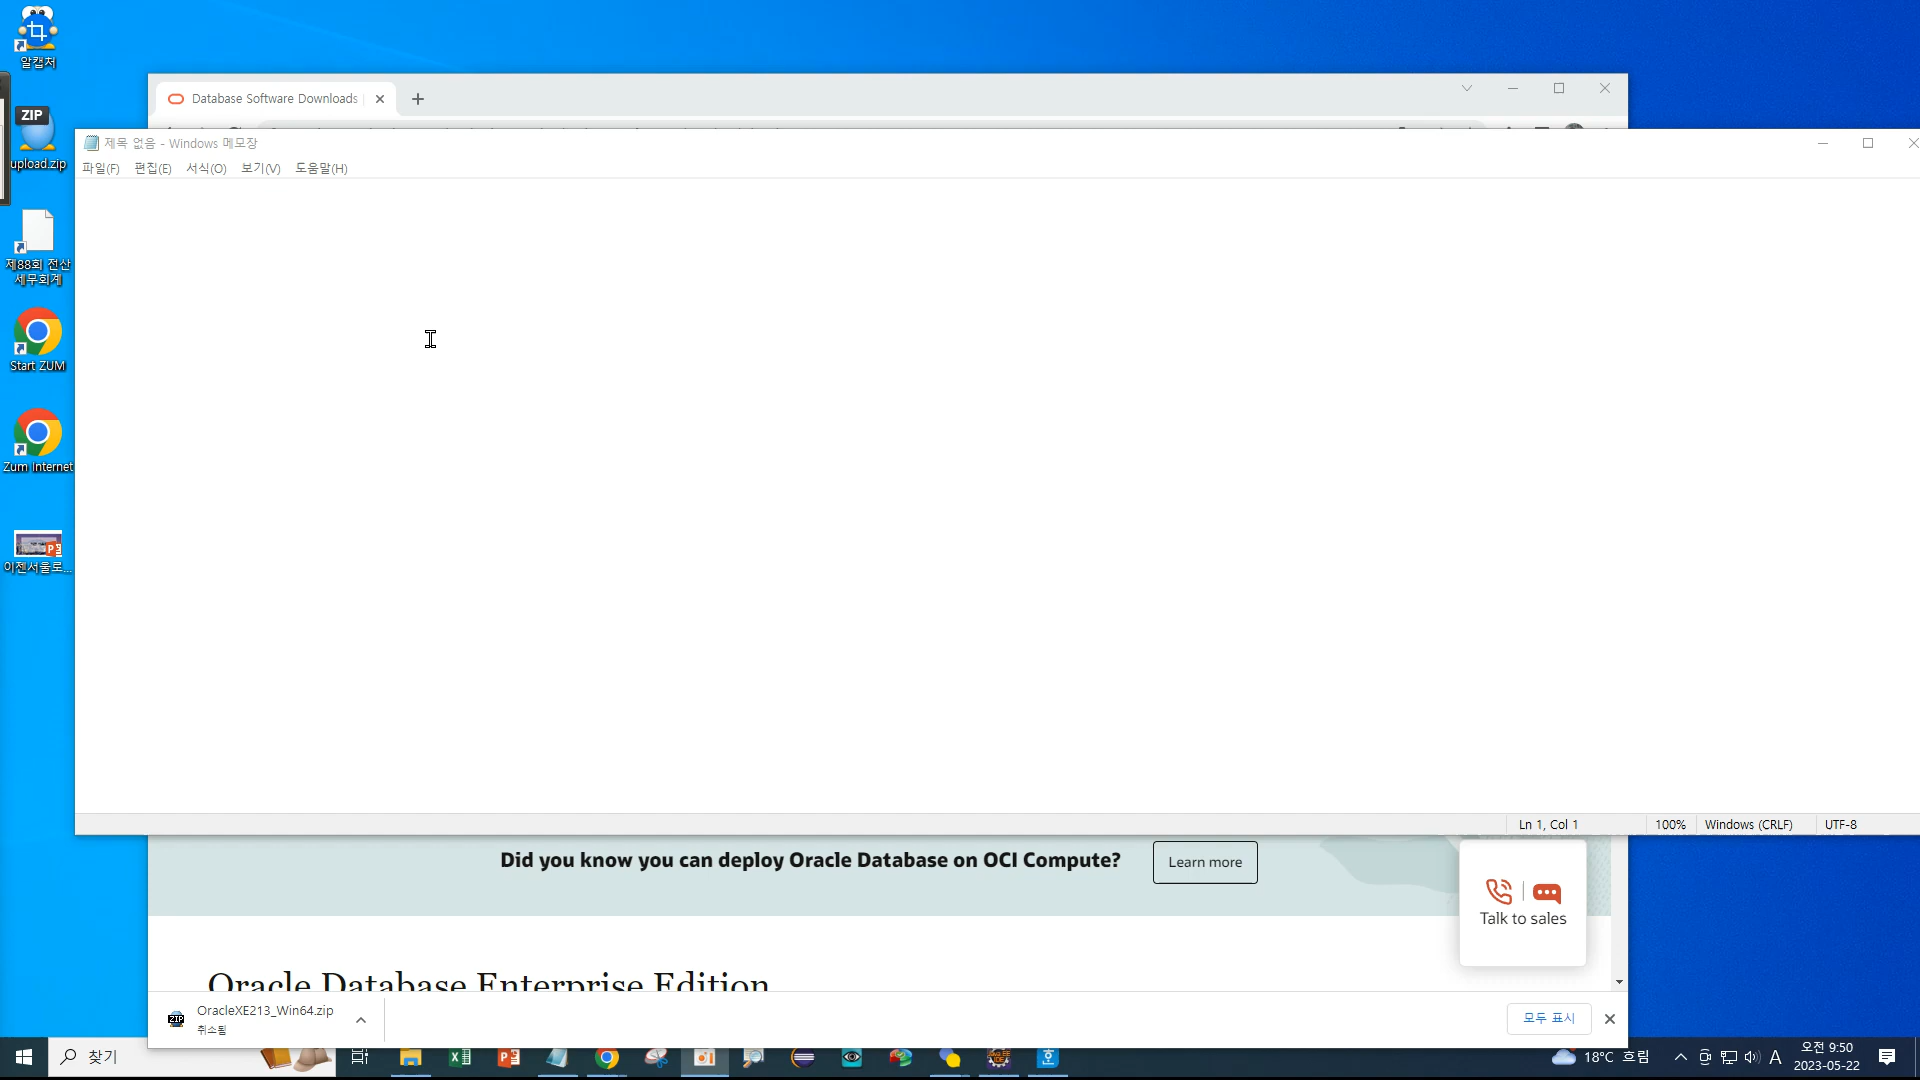 알캡처
ZIP
upload.zip
제88회 전산
세무회계
Start ZUM
Zum Internet
이젠서울로...
Database Software Downloads
제목 없음 - Windows 메모장
파일(F) 편집(E) 서식(O) 보기(V) 도움말(H)
Ln 1, Col 1 100% Windows (CRLF) UTF-8
Did you know you can deploy Oracle Database on OCI Compute? Learn more
Talk to sales
Oracle Database Enterprise Edition
ZIP OracleXE213_Win64.zip
취소됨
모두 표시
찾기
18°C 흐림
A
오전 9:50
2023-05-22